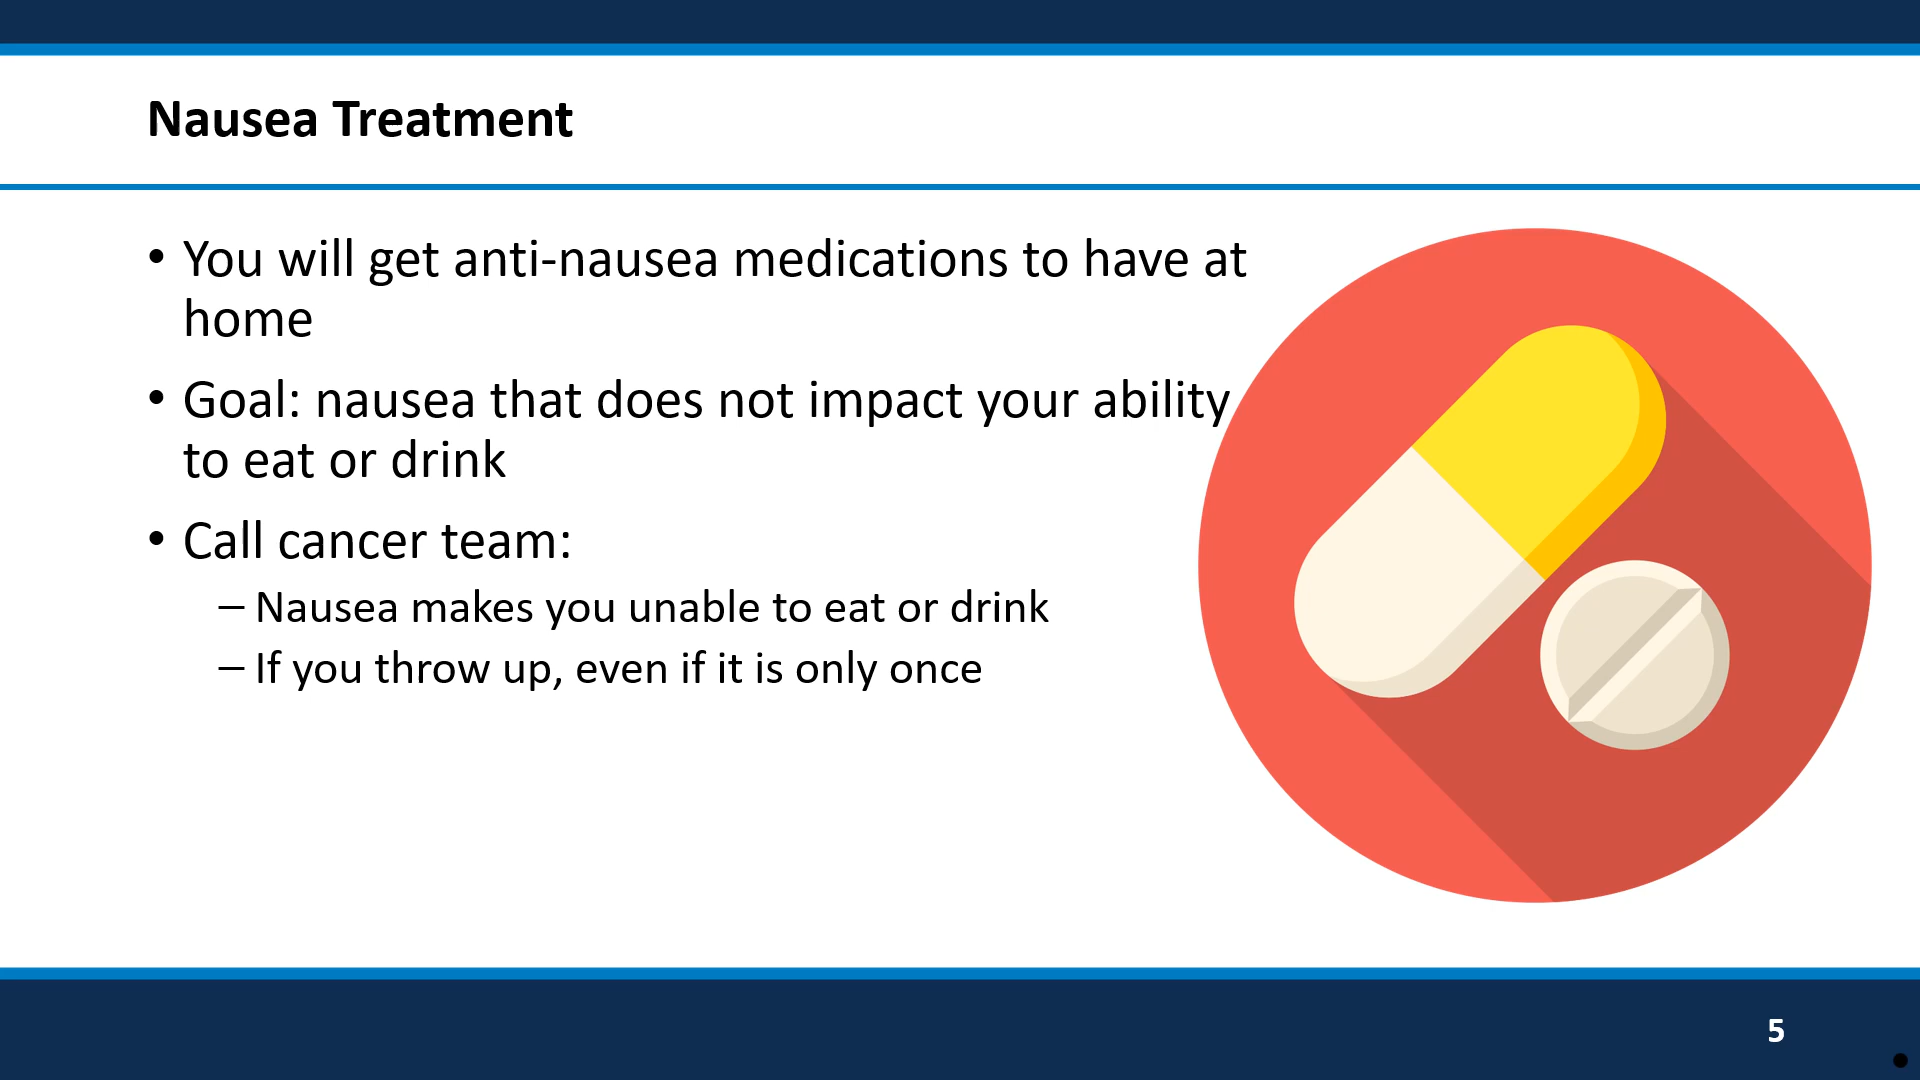 Nausea Treatment
• You will get anti-nausea medications to have at
home
• Goal: nausea that does not impact your ability
to eat or drink
• Call cancer team:
– Nausea makes you unable to eat or drink
– If you throw up, even if it is only once
5